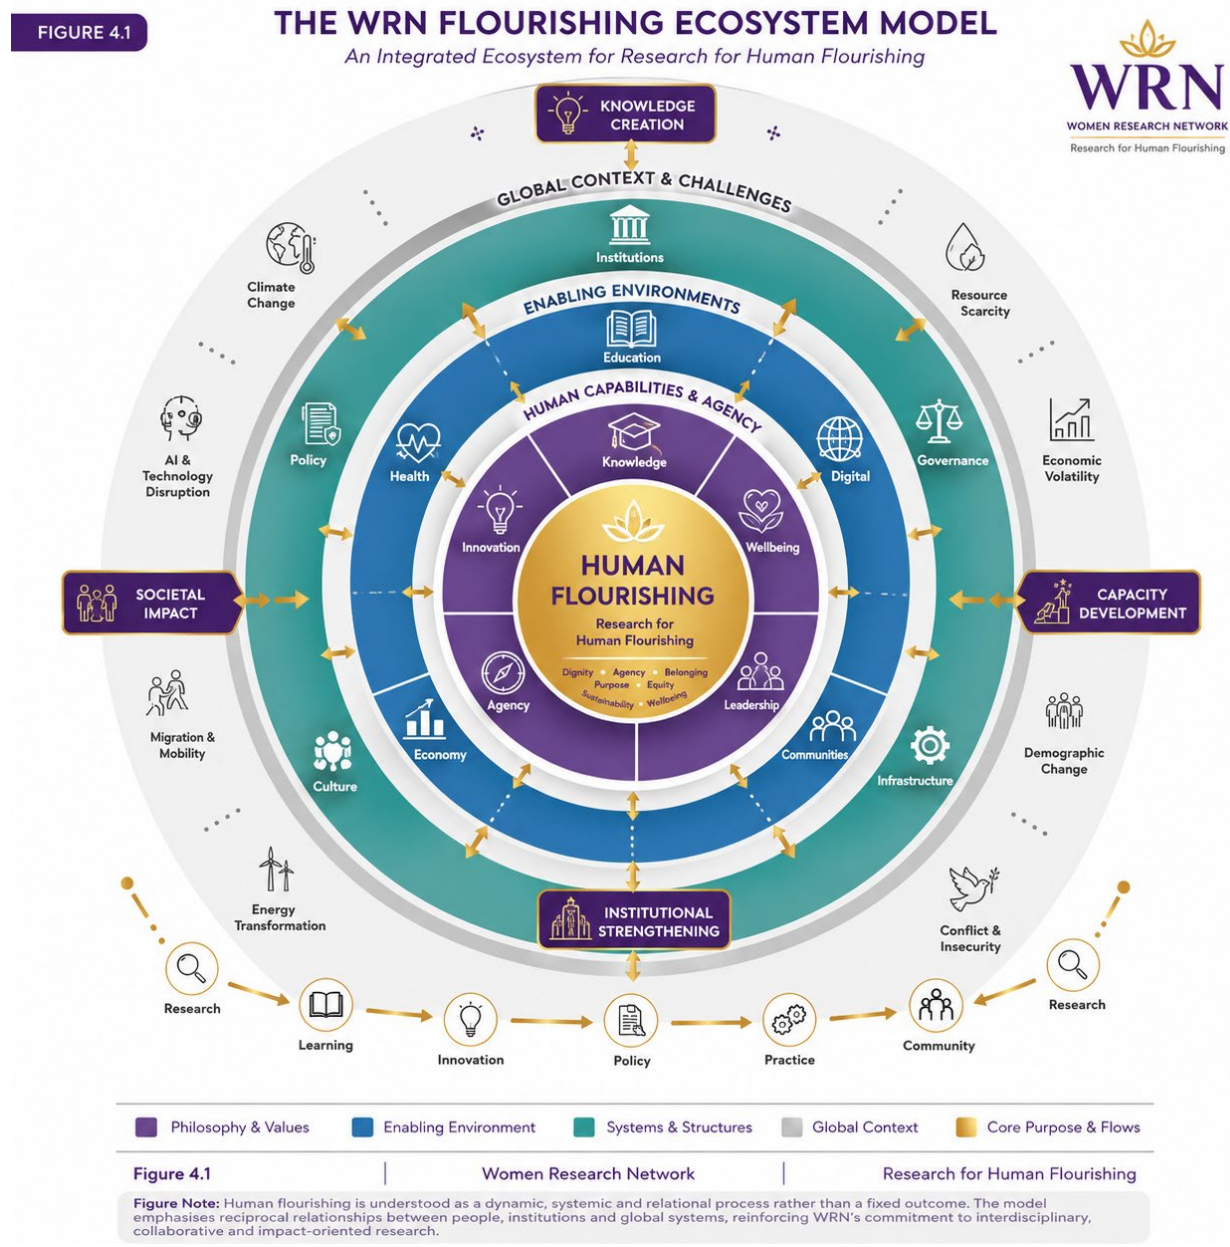 FIGURE 4.1
THE WRN FLOURISHING ECOSYSTEM MODEL
An Integrated Ecosystem for Research for Human Flourishing
WRN
WOMEN RESEARCH NETWORK
Research for Human Flourishing
KNOWLEDGE
CREATION
GLOBAL CONTEXT & CHALLENGES
Institutions
Climate
Change
Resource
Scarcity
ENABLING ENVIRONMENTS
Education
HUMAN CAPABILITIES & AGENCY
Knowledge
AI &
Technology
Disruption
Policy
Health
Digital
Governance
Economic
Volatility
Innovation
Wellbeing
HUMAN
FLOURISHING
Research for
Human Flourishing
Dignity • Agency • Belonging
Purpose • Equity
Sustainability • Wellbeing
SOCIETAL
IMPACT
CAPACITY
DEVELOPMENT
Agency
Leadership
Migration &
Mobility
Economy
Communities
Demographic
Change
Culture
Infrastructure
Energy
Transformation
INSTITUTIONAL
STRENGTHENING
Conflict &
Insecurity
Research
Learning
Innovation
Policy
Practice
Community
Research
Philosophy & Values
Enabling Environment
Systems & Structures
Global Context
Core Purpose & Flows
Figure 4.1 | Women Research Network | Research for Human Flourishing
Figure Note: Human flourishing is understood as a dynamic, systemic and relational process rather than a fixed outcome. The model
emphasises reciprocal relationships between people, institutions and global systems, reinforcing WRN's commitment to interdisciplinary,
collaborative and impact-oriented research.